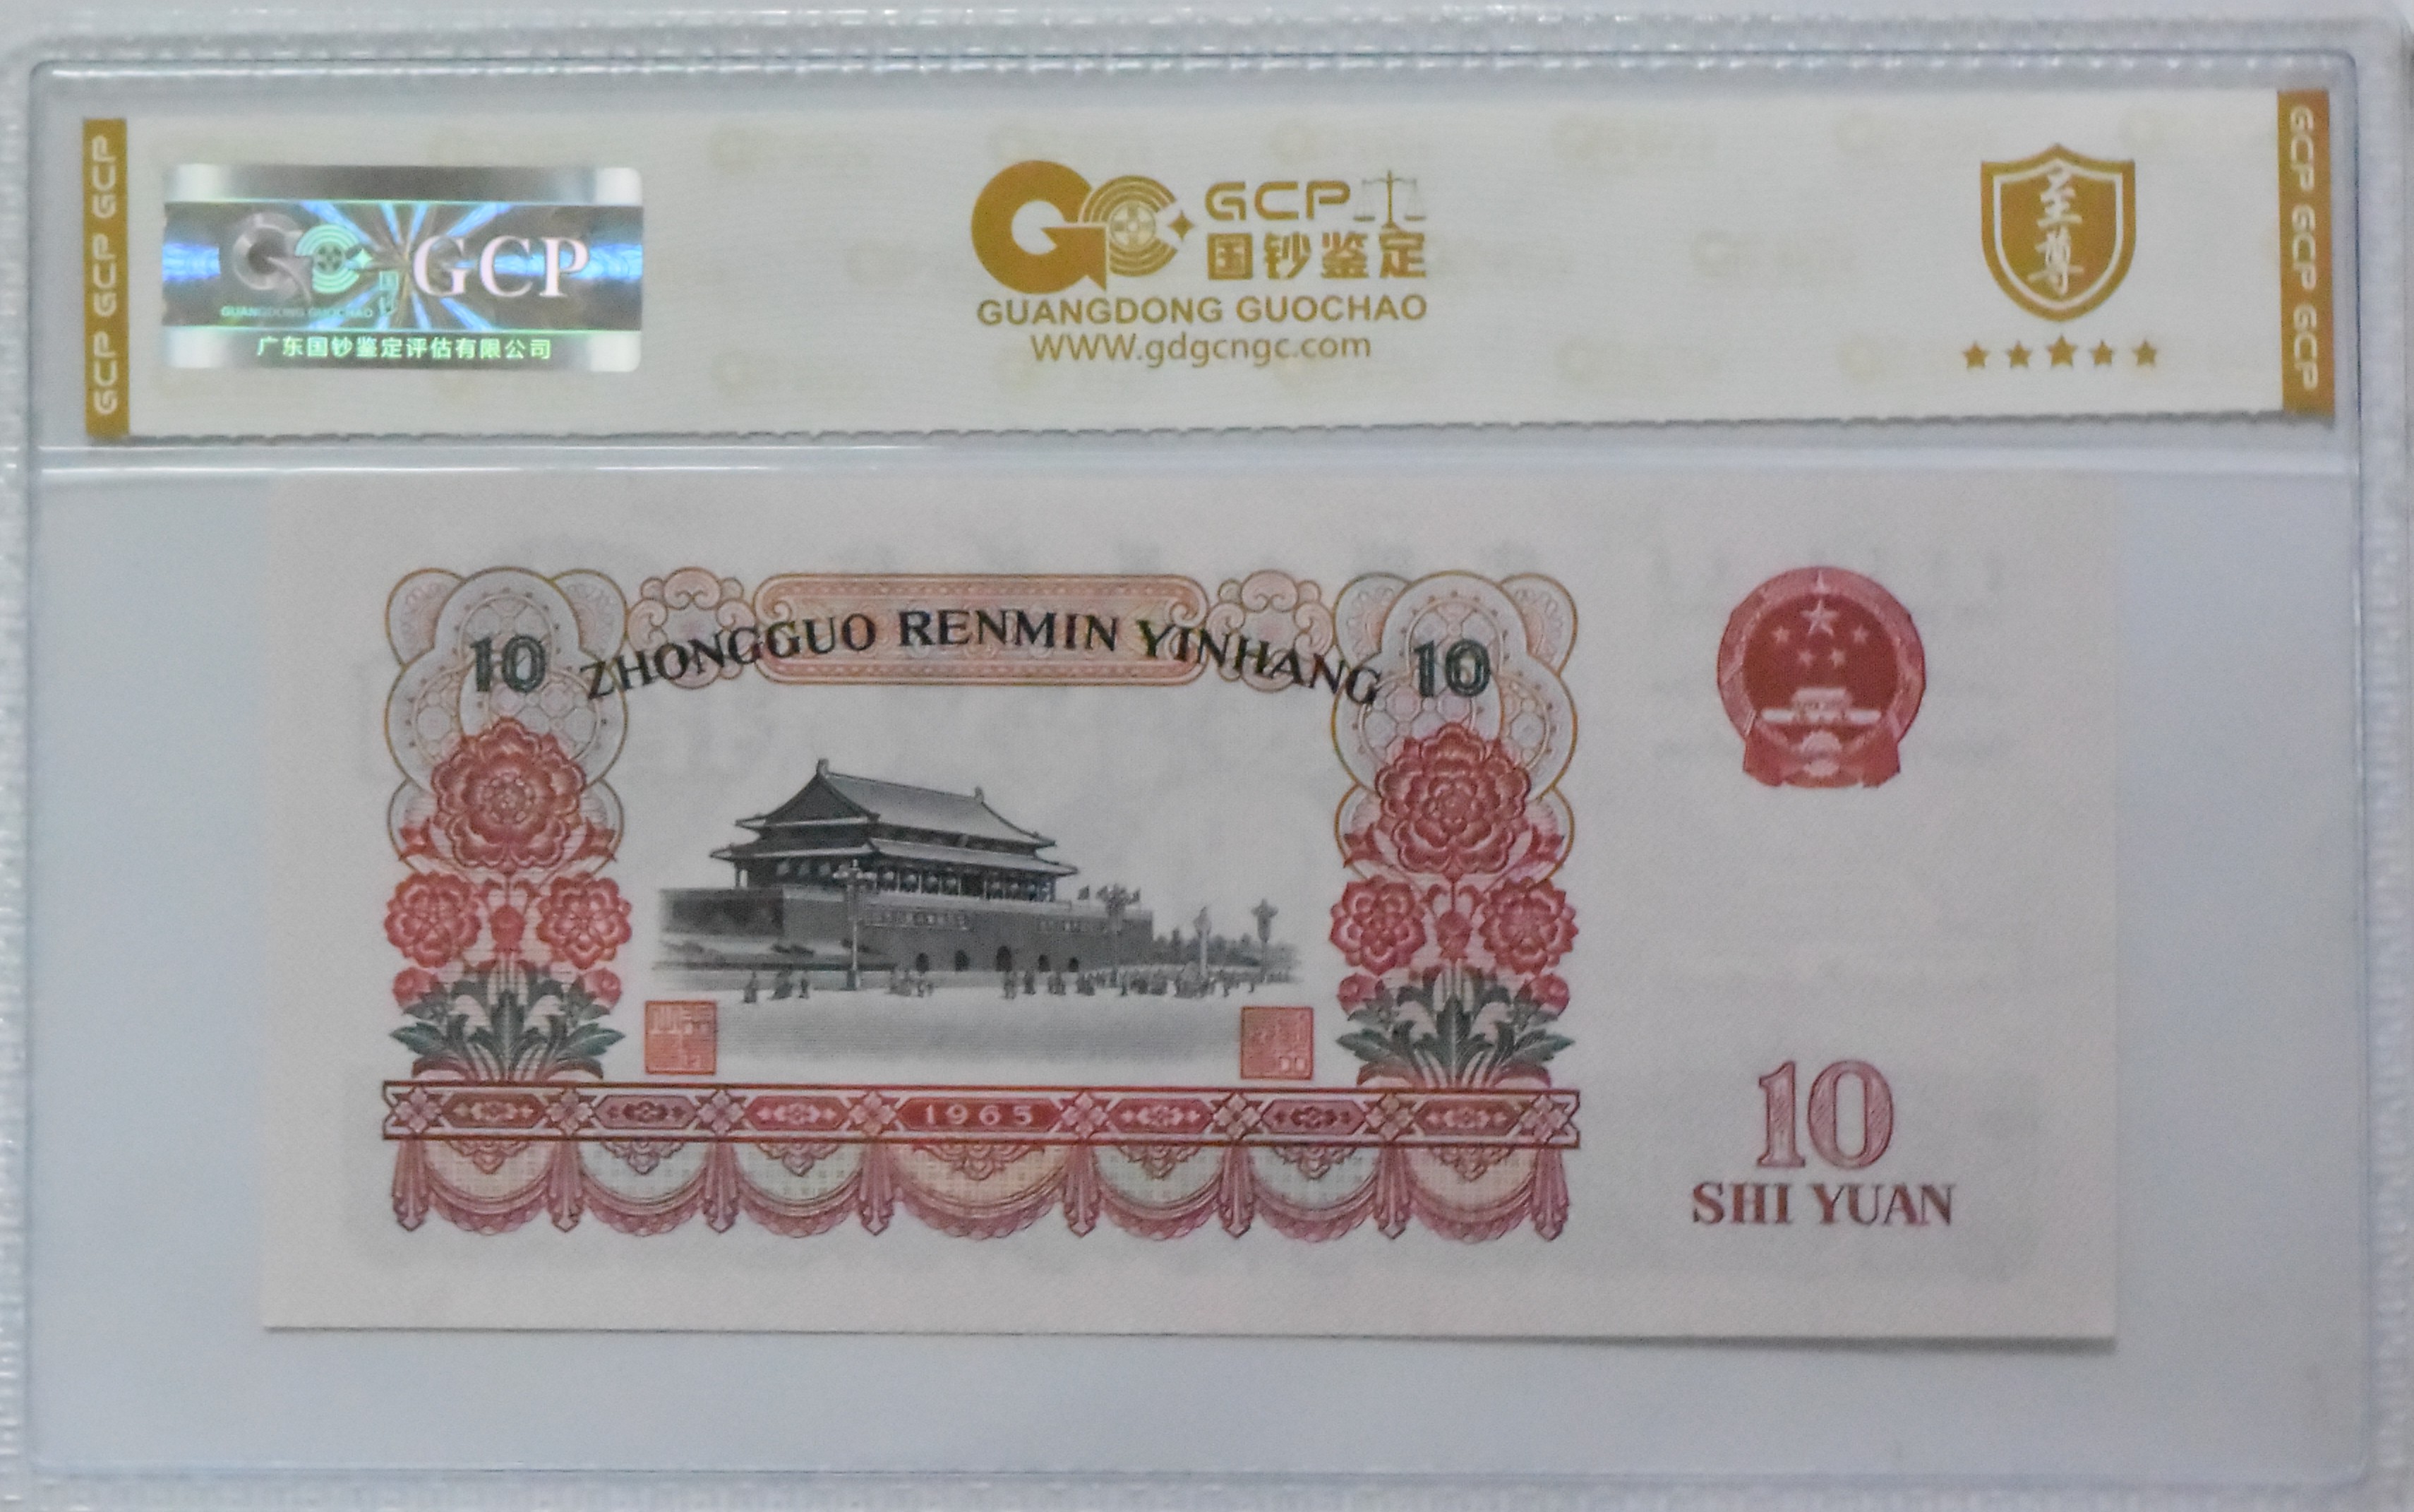 GCP GCP GCP
GCP
GUANGDONG GUOCHAO
广东国钞鉴定评估有限公司
GCP
国钞鉴定
GUANGDONG GUOCHAO
WWW.gdgcngc.com
至尊
GCP GCP GCP
ZHONGGUO RENMIN YINHANG
10
10
1965
10
SHI YUAN